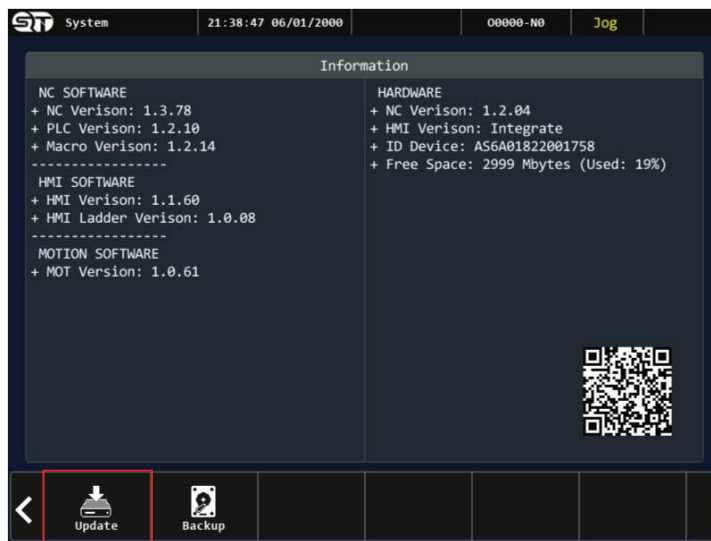 ST System 21:38:47 06/01/2000 O0000-N0 Jog
Information
NC SOFTWARE
+ NC Verison: 1.3.78
+ PLC Verison: 1.2.10
+ Macro Verison: 1.2.14
-----------------
HMI SOFTWARE
+ HMI Verison: 1.1.60
+ HMI Ladder Verison: 1.0.08
-----------------
MOTION SOFTWARE
+ MOT Version: 1.0.61
HARDWARE
+ NC Verison: 1.2.04
+ HMI Verison: Integrate
+ ID Device: AS6A01822001758
+ Free Space: 2999 Mbytes (Used: 19%)
Update Backup